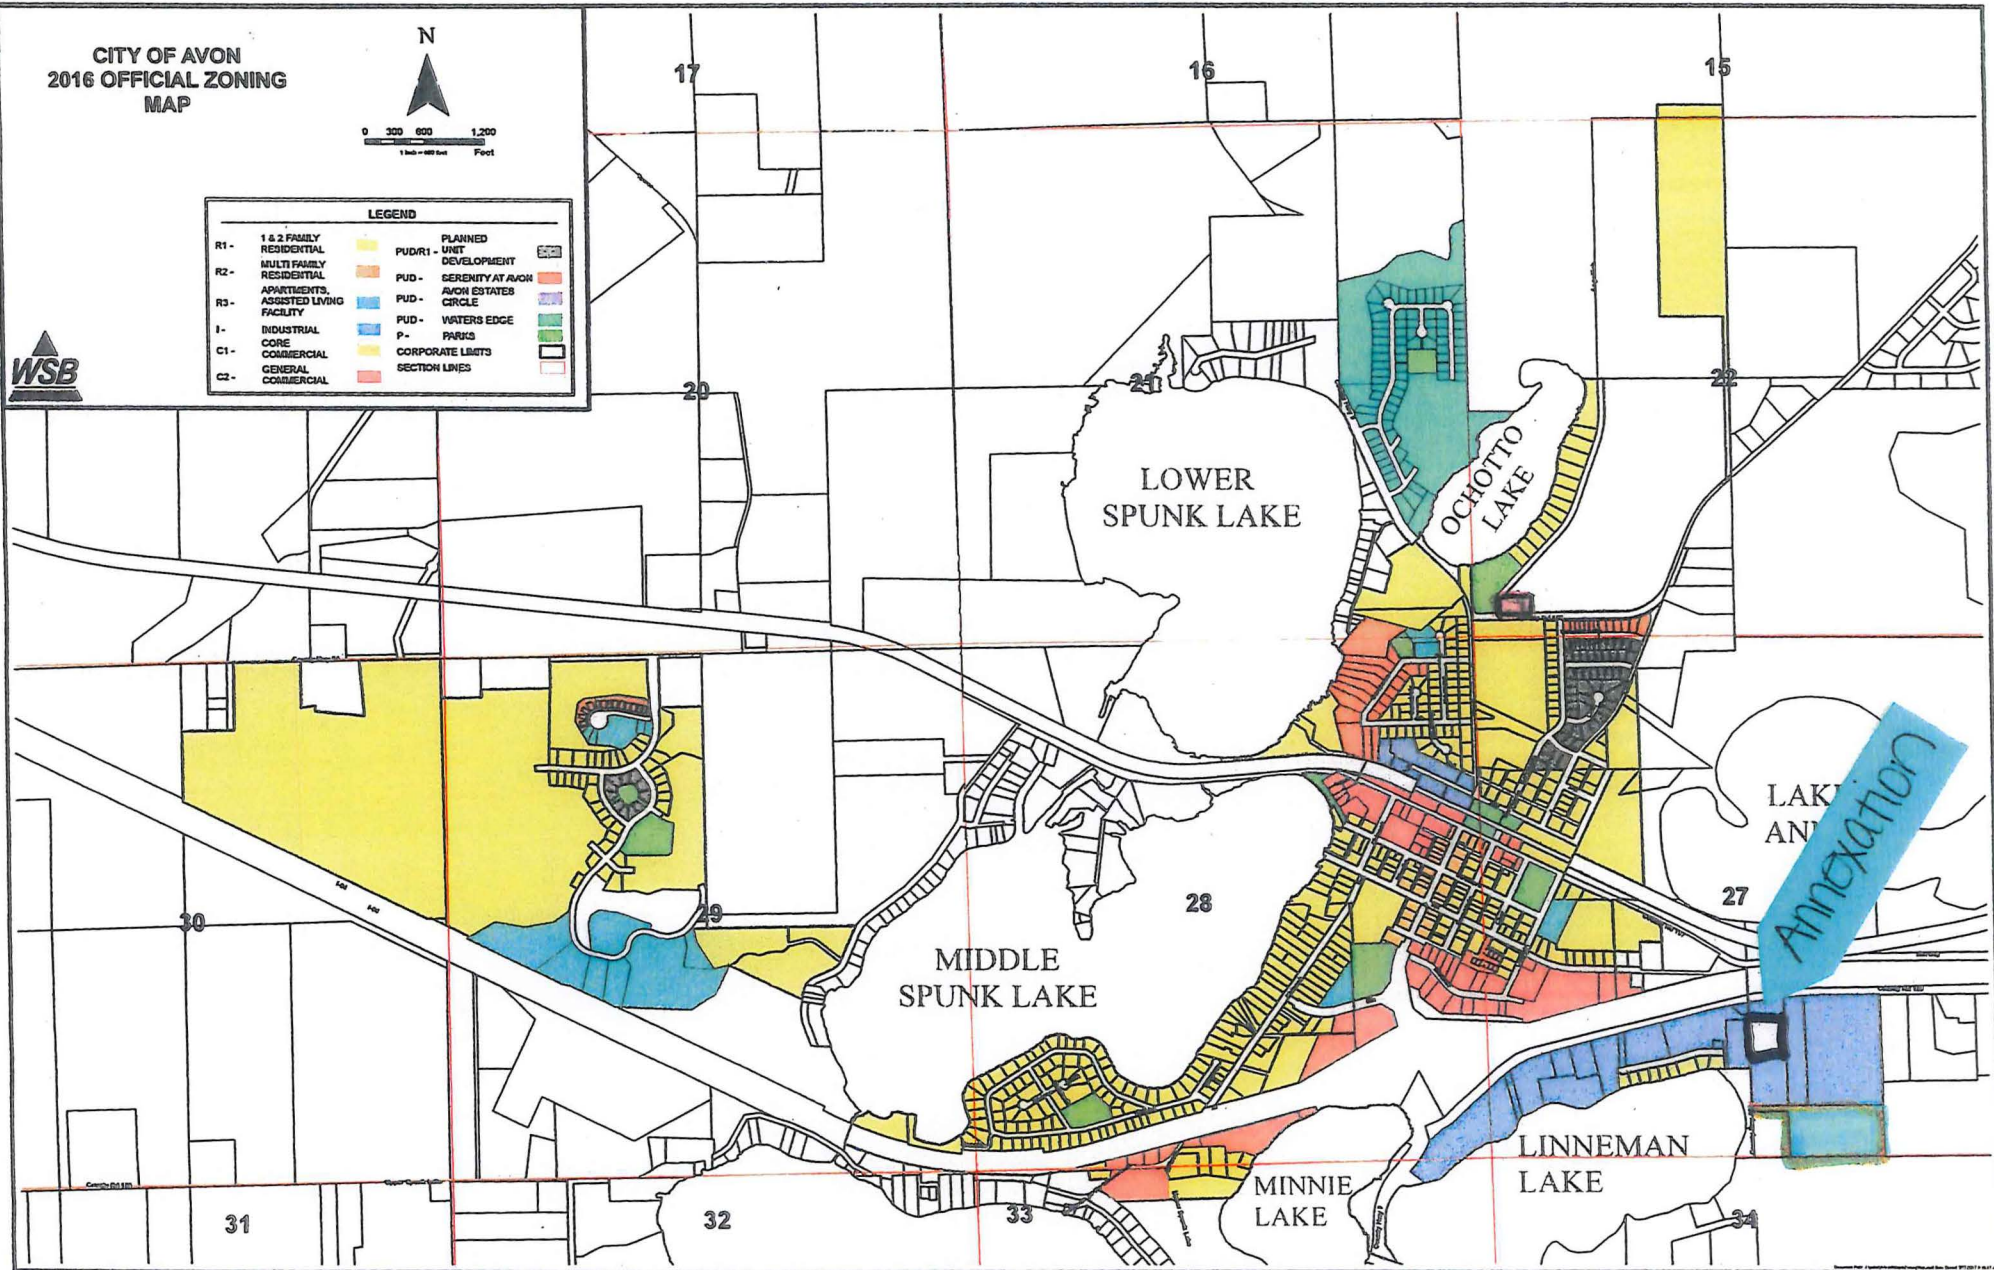 CITY OF AVON
2016 OFFICIAL ZONING
MAP
N
0 300 600 1,200
Feet
WSB
LEGEND
R1 - 1 & 2 FAMILY
RESIDENTIAL
R2 - MULTI FAMILY
RESIDENTIAL
R3 - APARTMENTS,
ASSISTED LIVING
FACILITY
I - INDUSTRIAL
C1 - CORE
COMMERCIAL
C2 - GENERAL
COMMERCIAL
PUD/R1 - PLANNED
UNIT
DEVELOPMENT
PUD - SERENITY AT AVON
PUD - AVON ESTATES
CIRCLE
PUD - WATERS EDGE
P - PARKS
CORPORATE LIMITS
SECTION LINES
17
16
15
20
21
22
LOWER
SPUNK LAKE
OCHOTTO
LAKE
30
29
28
27
MIDDLE
SPUNK LAKE
Annexation
LINNEMAN
LAKE
MINNIE
LAKE
31
32
33
34